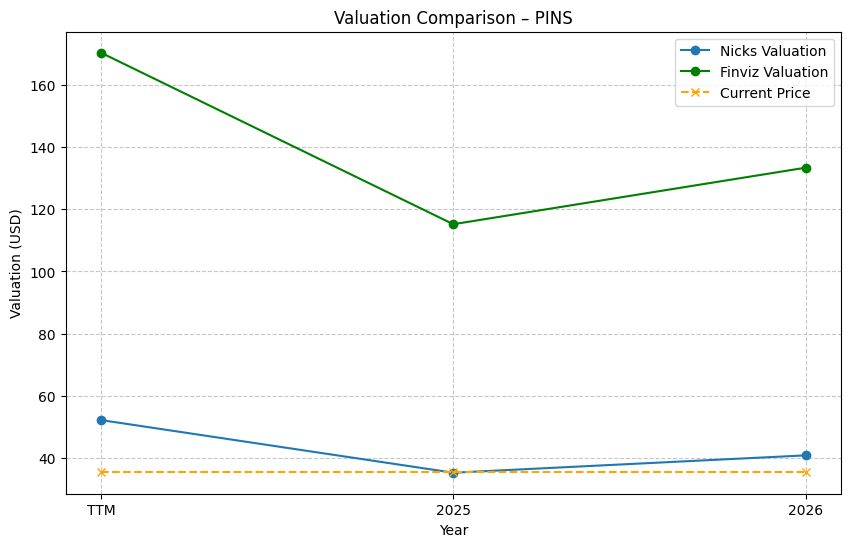 Valuation Comparison – PINS
Nicks Valuation
Finviz Valuation
Current Price
Valuation (USD)
160
140
120
100
80
60
40
TTM
2025
2026
Year